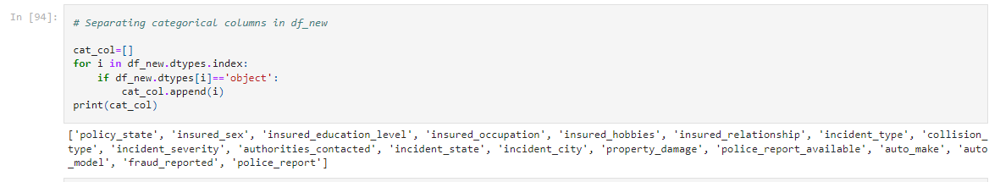 In [94]:
# Separating categorical columns in df_new
cat_col=[]
for i in df_new.dtypes.index:
    if df_new.dtypes[i]=='object':
        cat_col.append(i)
print(cat_col)
['policy_state', 'insured_sex', 'insured_education_level', 'insured_occupation', 'insured_hobbies', 'insured_relationship', 'incident_type', 'collision_
type', 'incident_severity', 'authorities_contacted', 'incident_state', 'incident_city', 'property_damage', 'police_report_available', 'auto_make', 'auto
_model', 'fraud_reported', 'police_report']